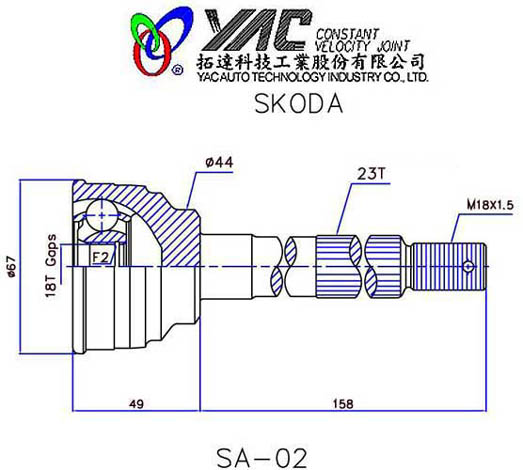 YAC CONSTANT
VELOCITY JOINT
®
拓達科技工業股份有限公司
YAC AUTO TECHNOLOGY INDUSTRY CO., LTD.
SKODA
ø44
23T
M18X1.5
ø67
18T Gaps
F2
49
158
SA-02